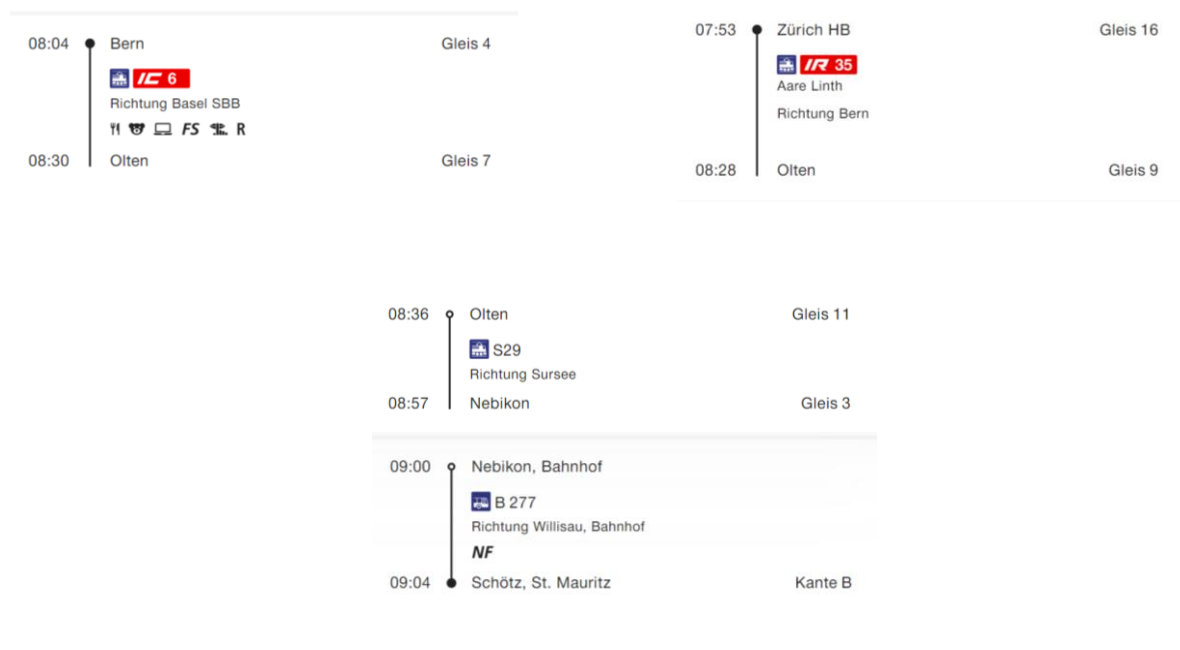 08:04 Bern Gleis 4
IC 6
Richtung Basel SBB
FS R
08:30 Olten Gleis 7
07:53 Zürich HB Gleis 16
IR 35
Aare Linth
Richtung Bern
08:28 Olten Gleis 9
08:36 Olten Gleis 11
S29
Richtung Sursee
08:57 Nebikon Gleis 3
09:00 Nebikon, Bahnhof
B 277
Richtung Willisau, Bahnhof
NF
09:04 Schötz, St. Mauritz Kante B